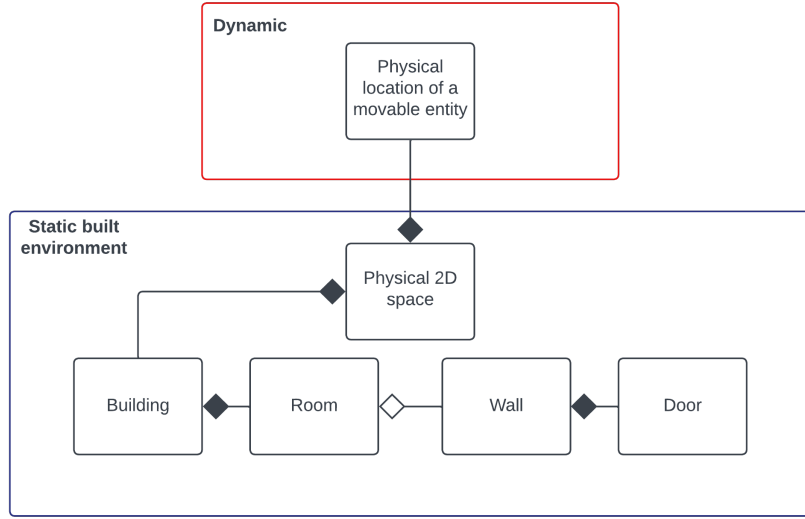 Dynamic
Physical
location of a
movable entity
Static built
environment
Physical 2D
space
Building
Room
Wall
Door